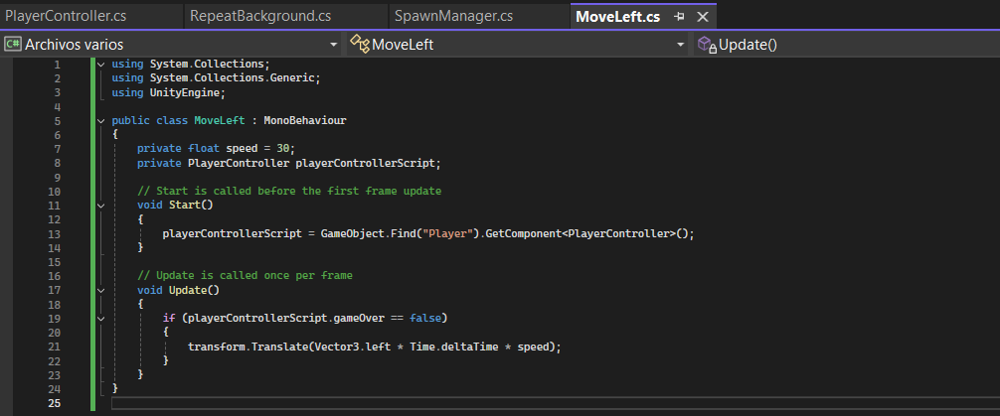 PlayerController.cs RepeatBackground.cs SpawnManager.cs MoveLeft.cs
C# Archivos varios MoveLeft Update()
1 using System.Collections;
2 using System.Collections.Generic;
3 using UnityEngine;
4
5 public class MoveLeft : MonoBehaviour
6 {
7 private float speed = 30;
8 private PlayerController playerControllerScript;
9
10 // Start is called before the first frame update
11 void Start()
12 {
13 playerControllerScript = GameObject.Find("Player").GetComponent<PlayerController>();
14 }
15
16 // Update is called once per frame
17 void Update()
18 {
19 if (playerControllerScript.gameOver == false)
20 {
21 transform.Translate(Vector3.left * Time.deltaTime * speed);
22 }
23 }
24 }
25